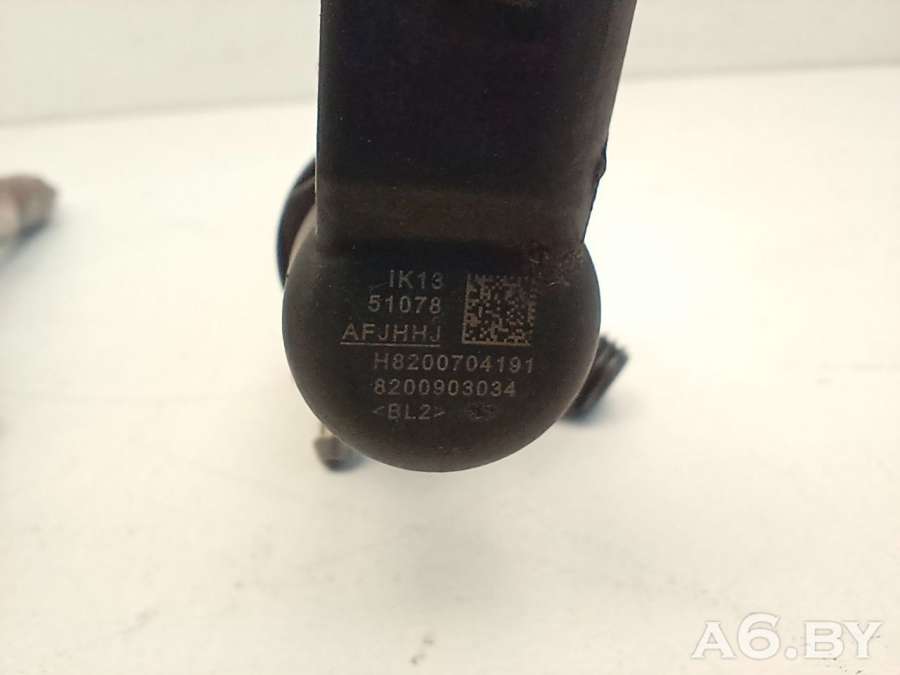 IK13
51078
AFJHHJ
H8200704191
8200903034
<BL2>
A6.BY